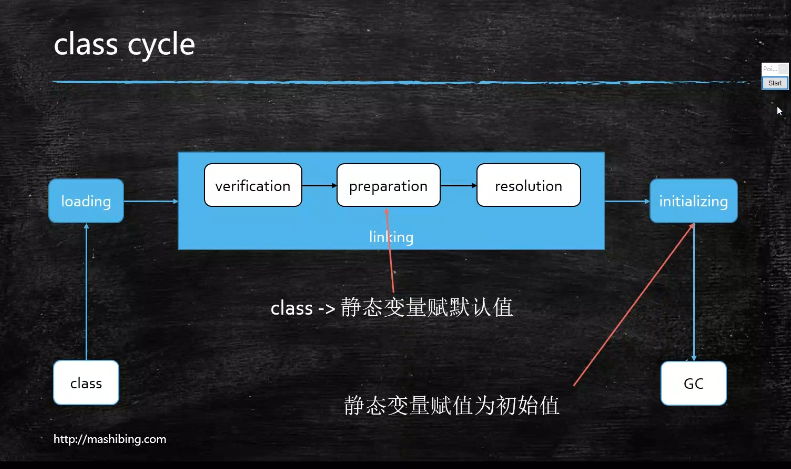 class cycle
Start
verification
preparation
resolution
loading
initializing
linking
class -> 静态变量赋默认值
class
GC
静态变量赋值为初始值
http://mashibing.com